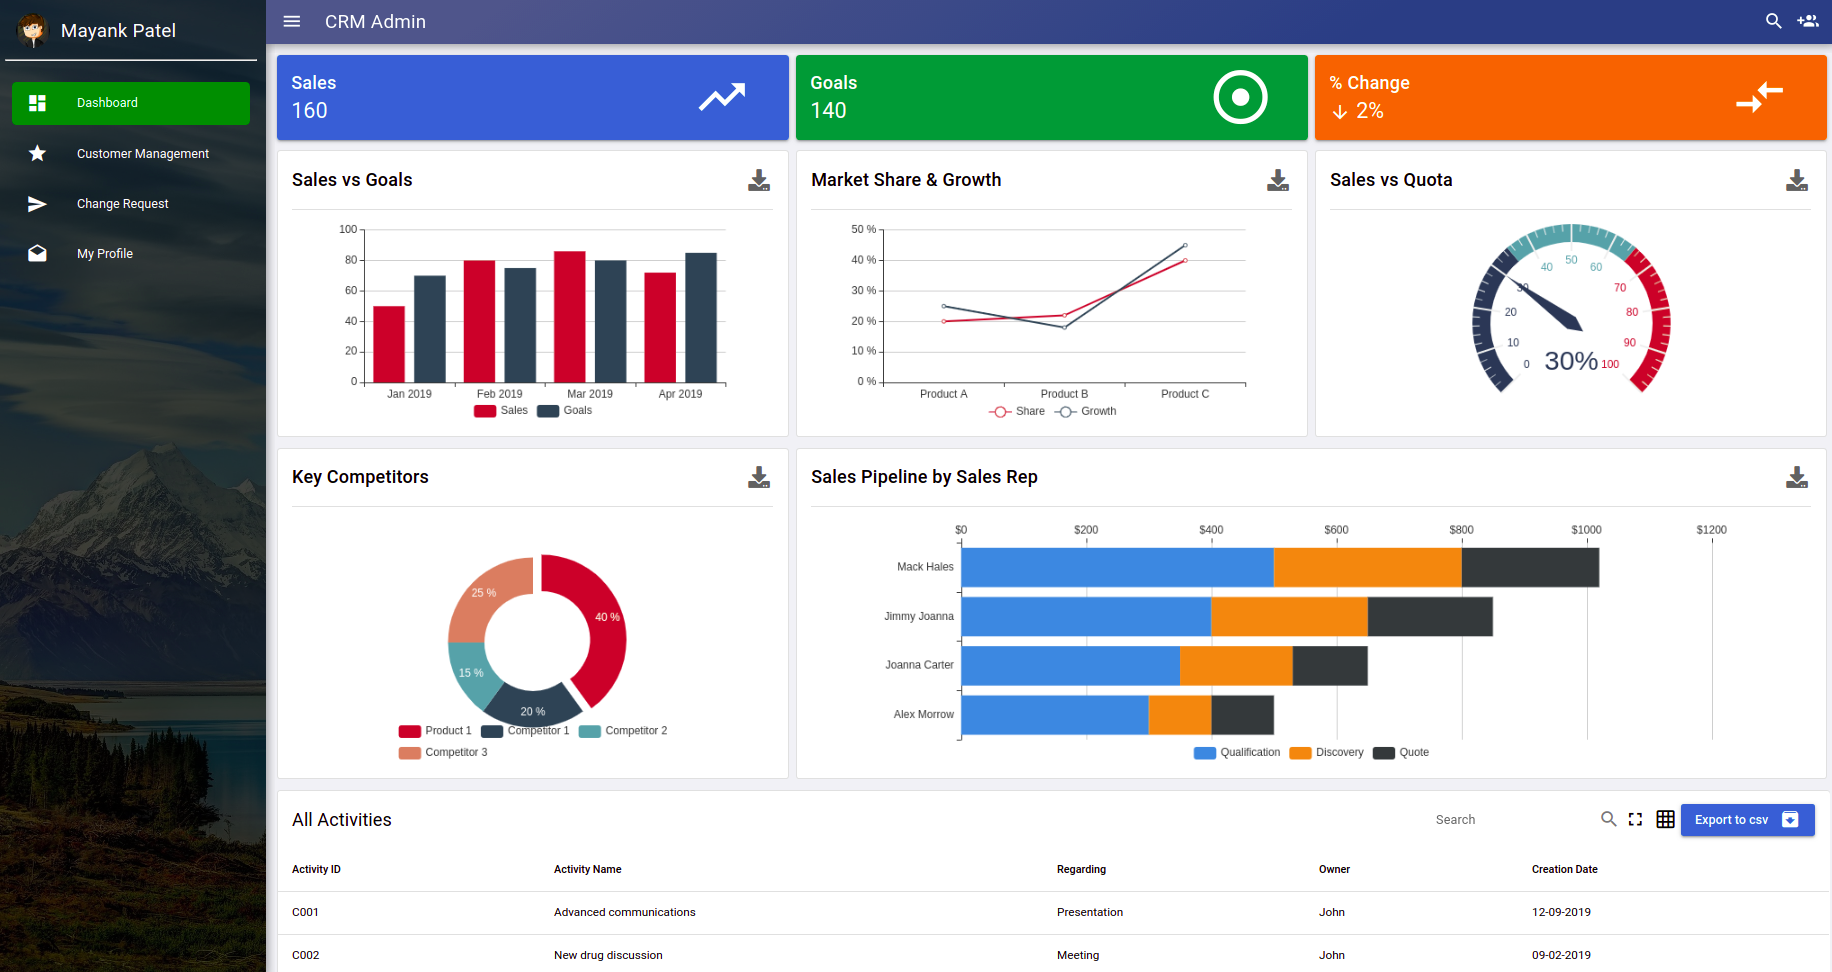 Mayank Patel
CRM Admin
Dashboard
Customer Management
Change Request
My Profile
Sales
160
Goals
140
% Change
2%
Sales vs Goals
100
80
60
40
20
0
Jan 2019 Feb 2019 Mar 2019 Apr 2019
Sales Goals
Market Share & Growth
50 %
40 %
30 %
20 %
10 %
0 %
Product A Product B Product C
Share Growth
Sales vs Quota
0 10 20 30 40 50 60 70 80 90 100
30%
Key Competitors
25 %
40 %
15 %
20 %
Product 1 Competitor 1 Competitor 2
Competitor 3
Sales Pipeline by Sales Rep
$0 $200 $400 $600 $800 $1000 $1200
Mack Hales
Jimmy Joanna
Joanna Carter
Alex Morrow
Qualification Discovery Quote
All Activities
Search
Export to csv
Activity ID Activity Name Regarding Owner Creation Date
C001 Advanced communications Presentation John 12-09-2019
C002 New drug discussion Meeting John 09-02-2019